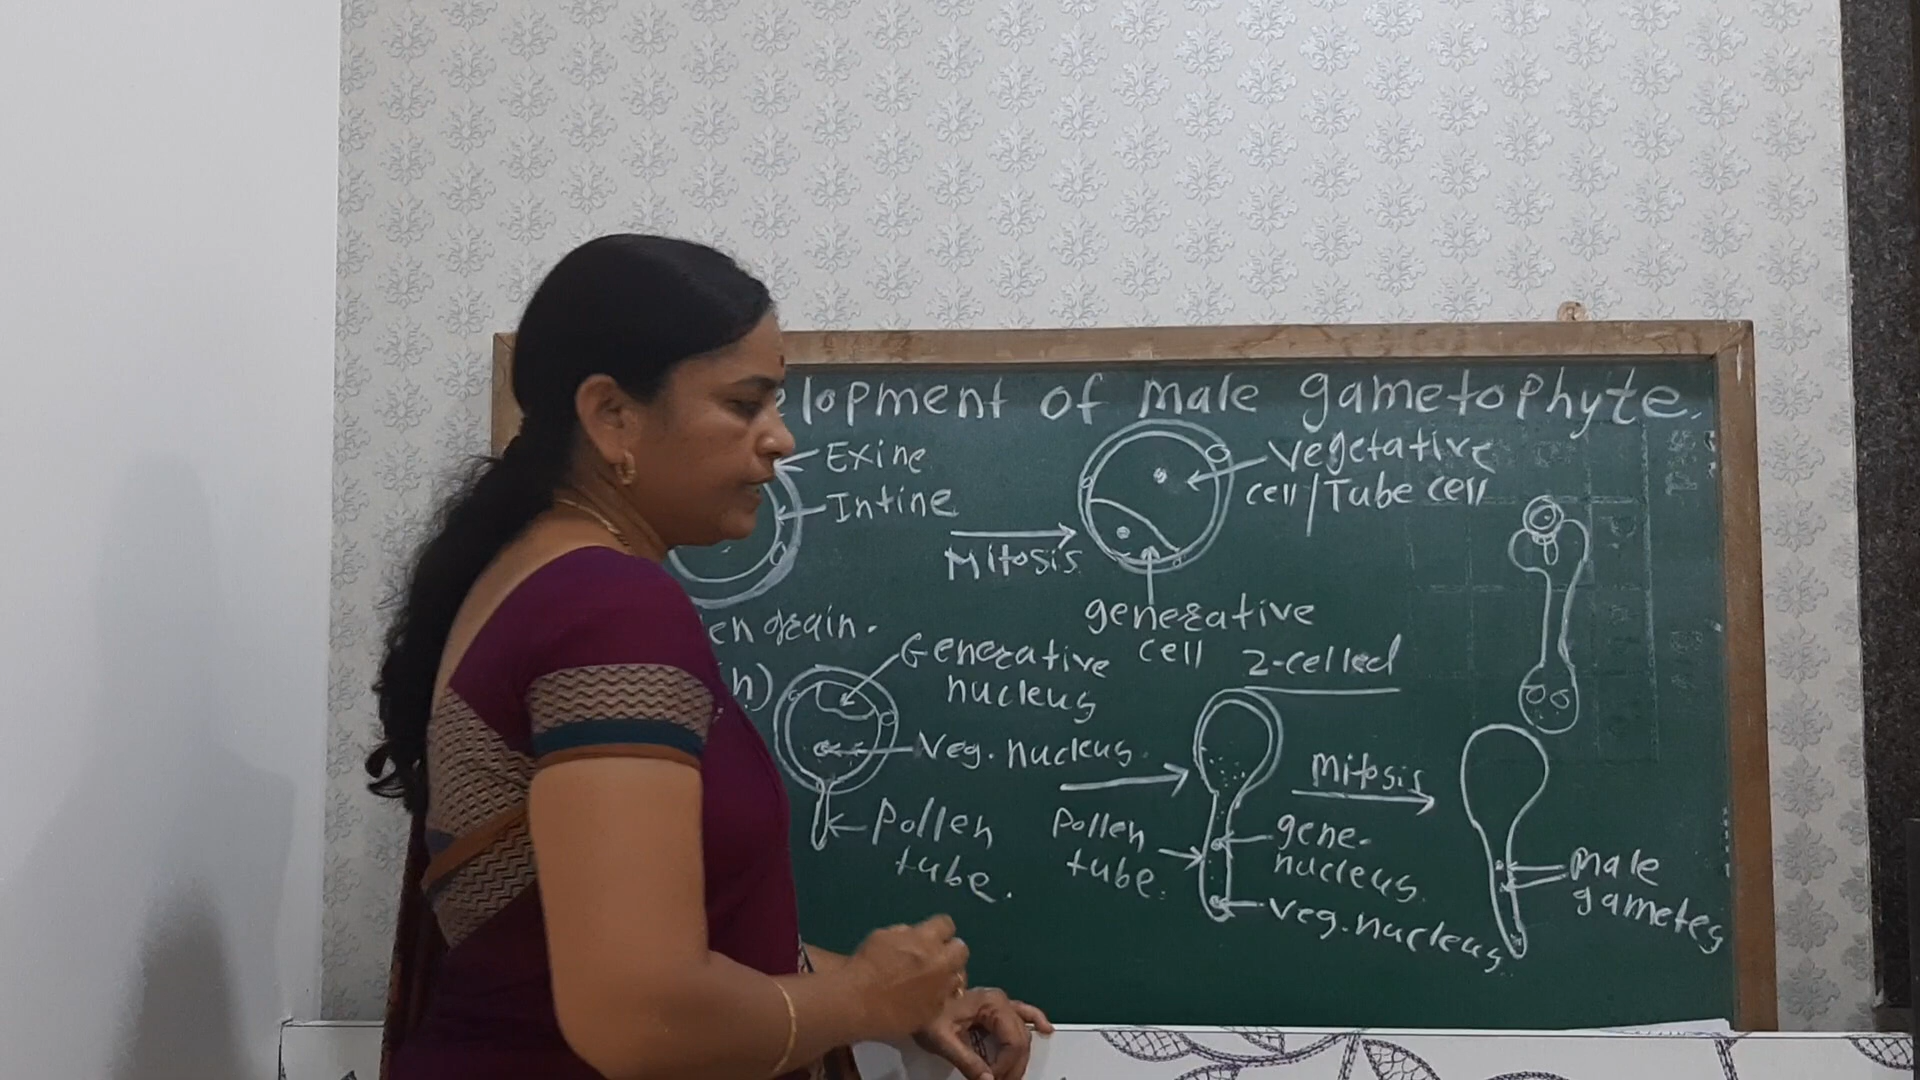 lopment of male gametophyte.
Exine
Intine
Mitosis
vegetative
cell/Tube cell
generative
cell
2-celled
en grain.
Generative
nucleus
Veg. nucleus
Pollen
tube.
Pollen
tube.
Mitosis
gene.
nucleus.
Veg. nucleus
male
gametes